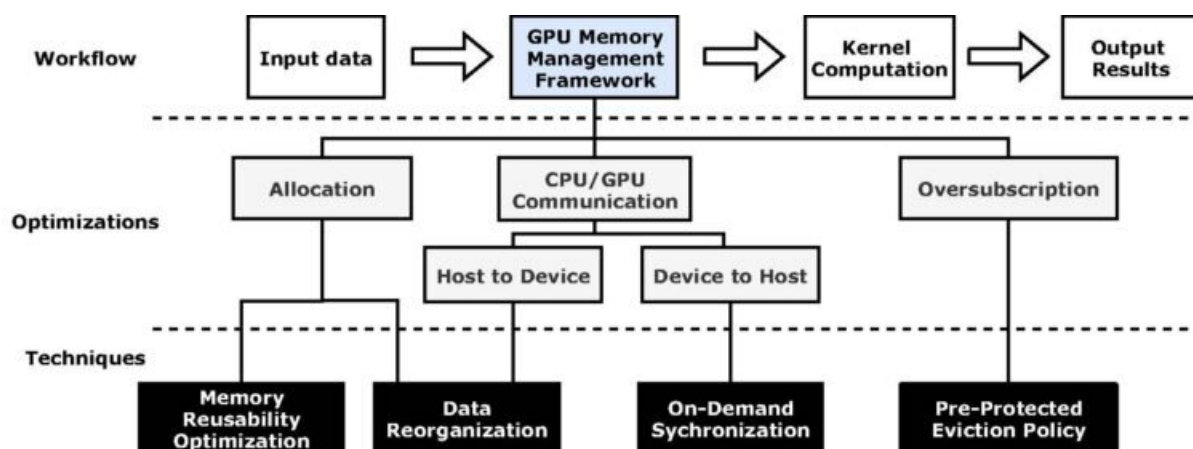 Workflow
Input data
GPU Memory
Management
Framework
Kernel
Computation
Output
Results
Optimizations
Allocation
CPU/GPU
Communication
Oversubscription
Host to Device
Device to Host
Techniques
Memory
Reusability
Optimization
Data
Reorganization
On-Demand
Sychronization
Pre-Protected
Eviction Policy